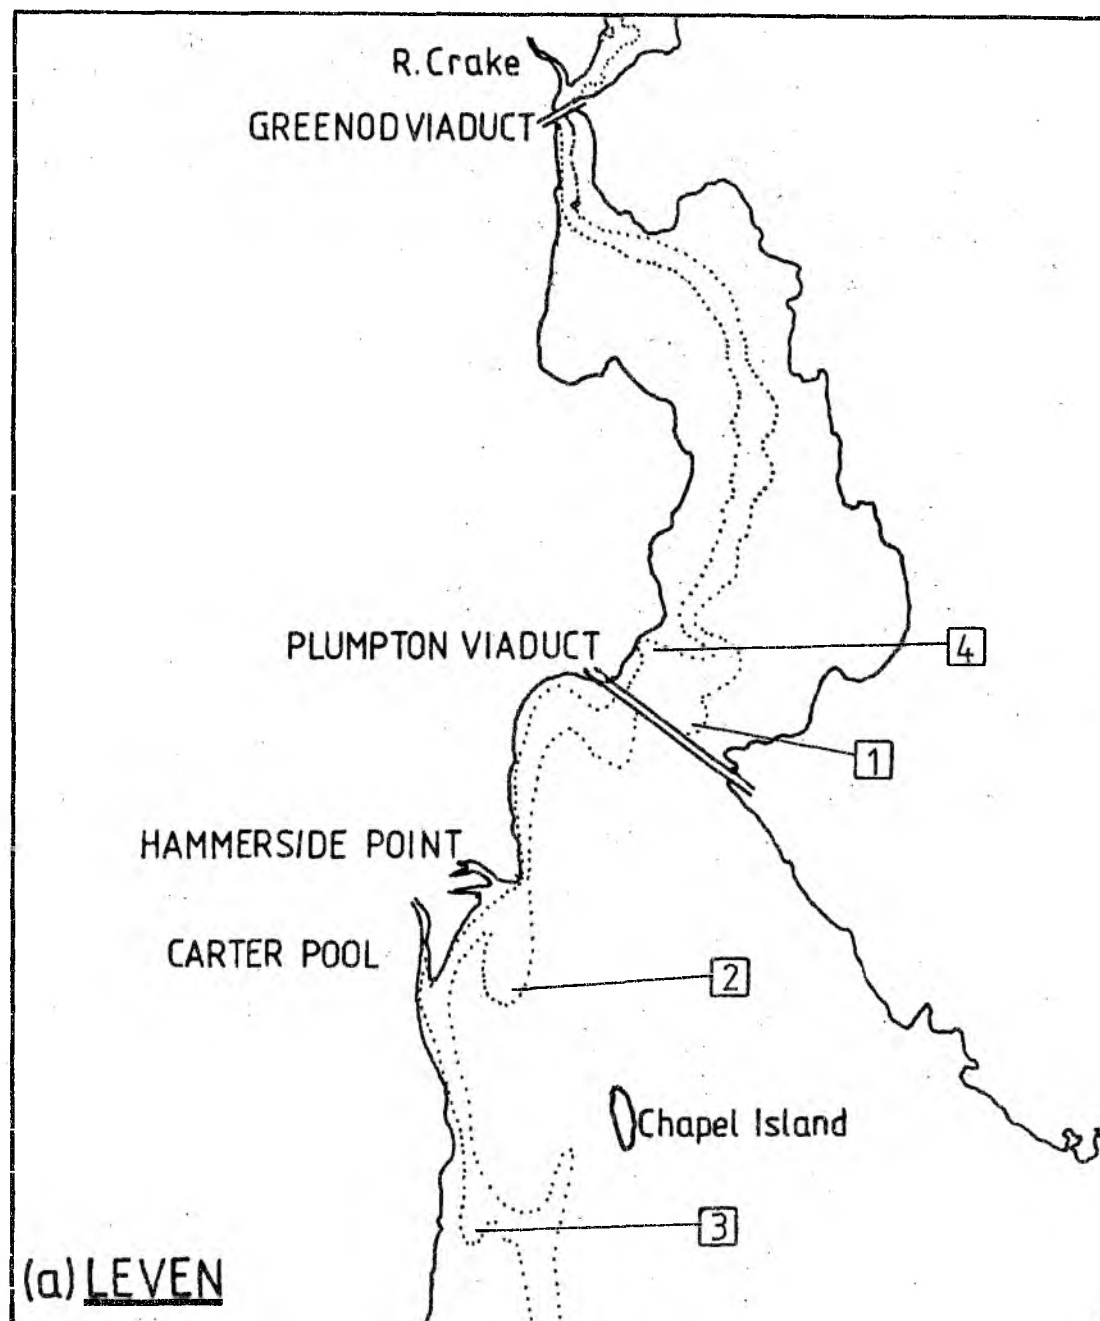 R. Crake
GREENOD VIADUCT
PLUMPTON VIADUCT
4
1
HAMMERSIDE POINT
CARTER POOL
2
Chapel Island
3
(a) LEVEN